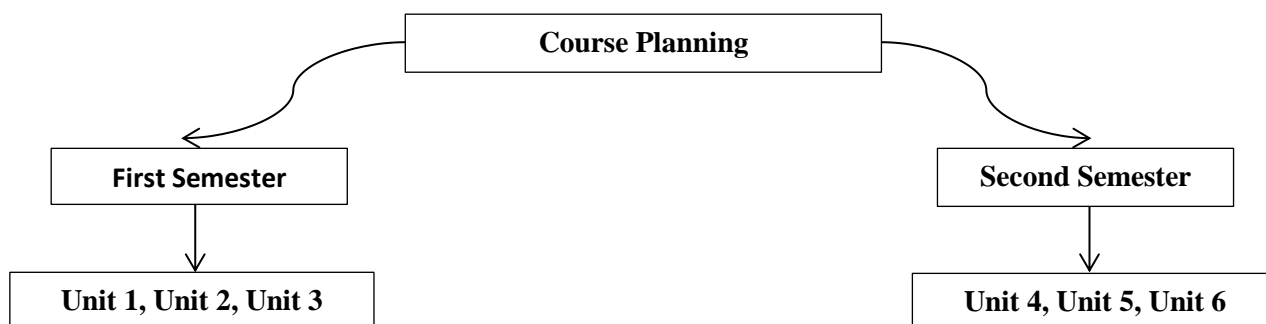 Course Planning
First Semester
Second Semester
Unit 1, Unit 2, Unit 3
Unit 4, Unit 5, Unit 6